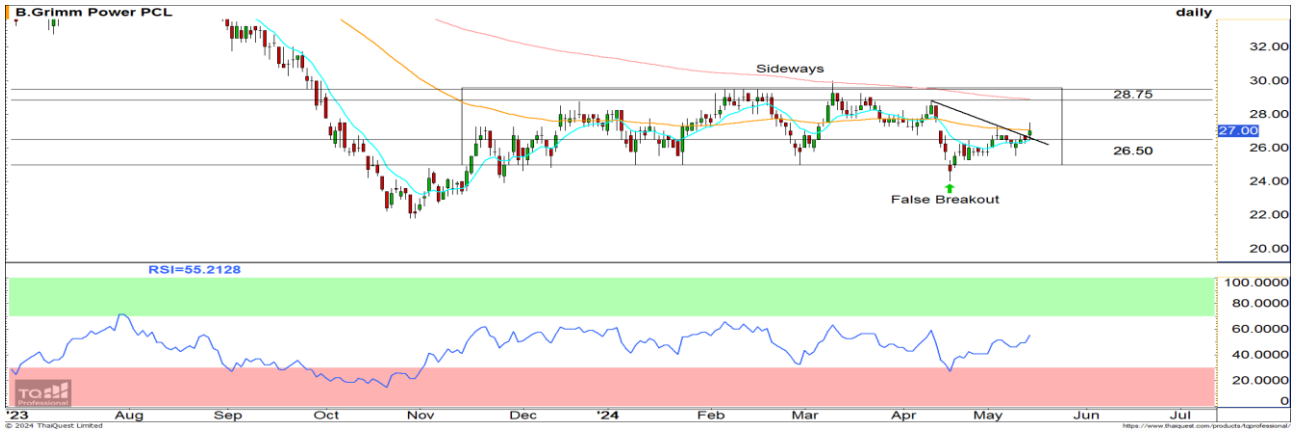 B.Grimm Power PCL
daily
32.00
Sideways
30.00
28.75
28.00
27.00
26.50
26.00
24.00
False Breakout
22.00
20.00
RSI=55.2128
100.0000
80.0000
60.0000
40.0000
20.0000
0
TQ
Professional
'23 Aug Sep Oct Nov Dec '24 Feb Mar Apr May Jun Jul
© 2024 ThaiQuest Limited
https://www.thaiquest.com/products/tqprofessional/